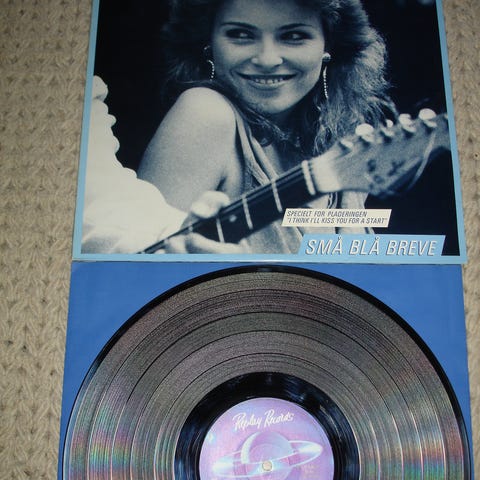 SPECIELT FOR PLADERINGEN
"I THINK I'LL KISS YOU FOR A START"
SMÅ BLÅ BREVE
Replay Records